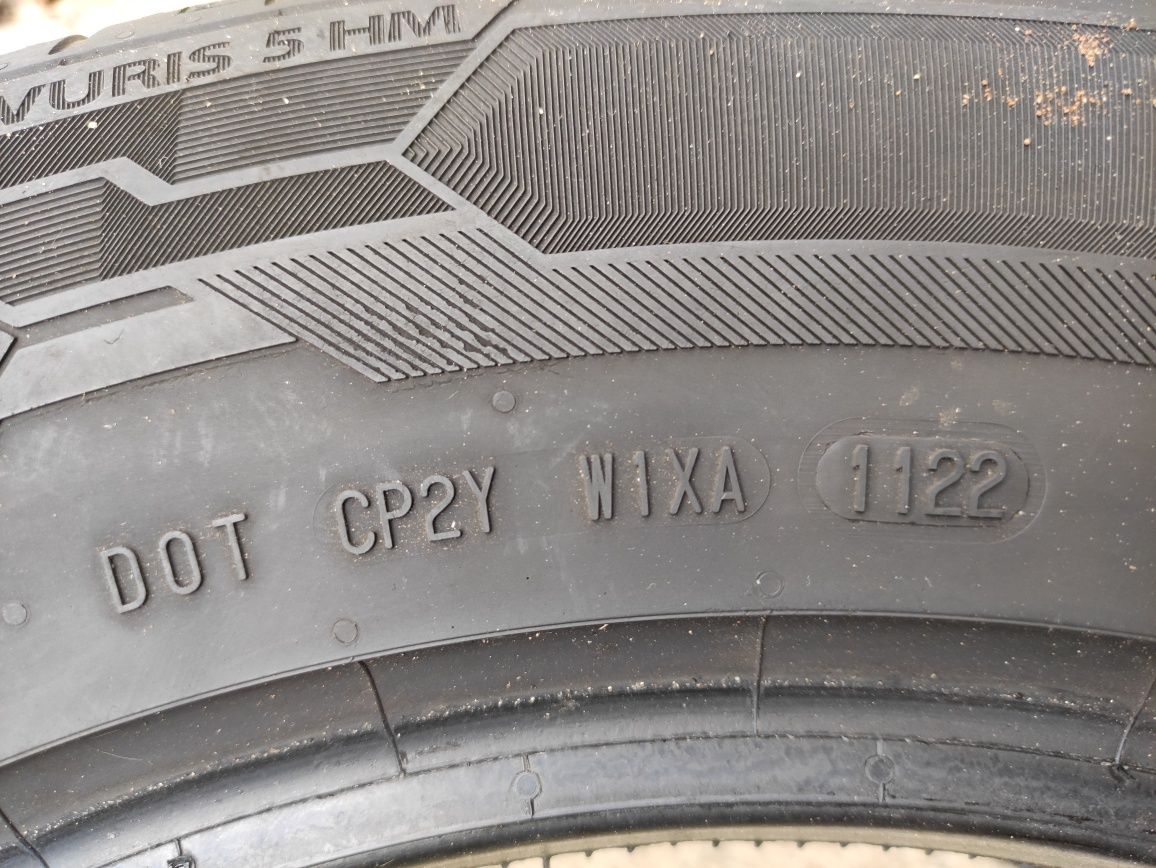 VURIS 5 HM
DOT CP2Y W1XA 1122